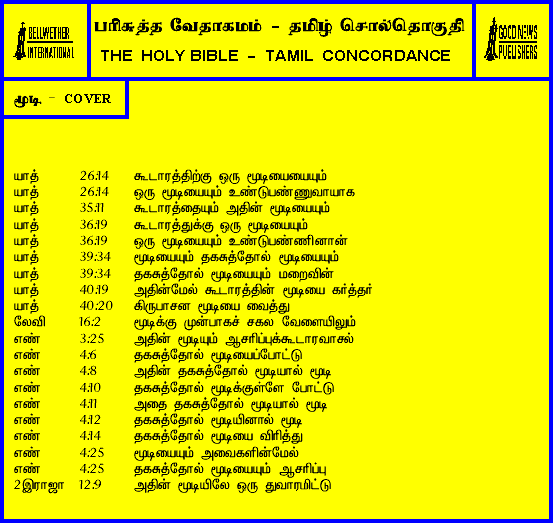 BELLWETHER INTERNATIONAL
பரிசுத்த வேதாகமம் - தமிழ் சொல்தொகுதி
THE HOLY BIBLE - TAMIL CONCORDANCE
GOOD NEWS PUBLISHERS
மூடி - COVER
யாத் 26:14 கூடாரத்திற்கு ஒரு மூடியையையும்
யாத் 26:14 ஒரு மூடியையும் உண்டுபண்ணுவாயாக
யாத் 35:11 கூடாரத்தையும் அதின் மூடியையும்
யாத் 36:19 கூடாரத்துக்கு ஒரு மூடியையும்
யாத் 36:19 ஒரு மூடியையும் உண்டுபண்ணினான்
யாத் 39:34 மூடியையும் தகசுத்தோல் மூடியையும்
யாத் 39:34 தகசுத்தோல் மூடியையும் மறைவின்
யாத் 40:19 அதின்மேல் கூடாரத்தின் மூடியை கர்த்தர்
யாத் 40:20 கிருபாசன மூடியை வைத்து
லேவி 16:2 மூடிக்கு முன்பாகச் சகல வேளையிலும்
எண் 3:25 அதின் மூடியும் ஆசரிப்புக்கூடாரவாசல்
எண் 4:6 தகசுத்தோல் மூடியைப்போட்டு
எண் 4:8 அதின் தகசுத்தோல் மூடியால் மூடி
எண் 4:10 தகசுத்தோல் மூடிக்குள்ளே போட்டு
எண் 4:11 அதை தகசுத்தோல் மூடியால் மூடி
எண் 4:12 தகசுத்தோல் மூடியினால் மூடி
எண் 4:14 தகசுத்தோல் மூடியை விரித்து
எண் 4:25 மூடியையும் அவைகளின்மேல்
எண் 4:25 தகசுத்தோல் மூடியையும் ஆசரிப்பு
2இராஜா 12:9 அதின் மூடியிலே ஒரு துவாரமிட்டு